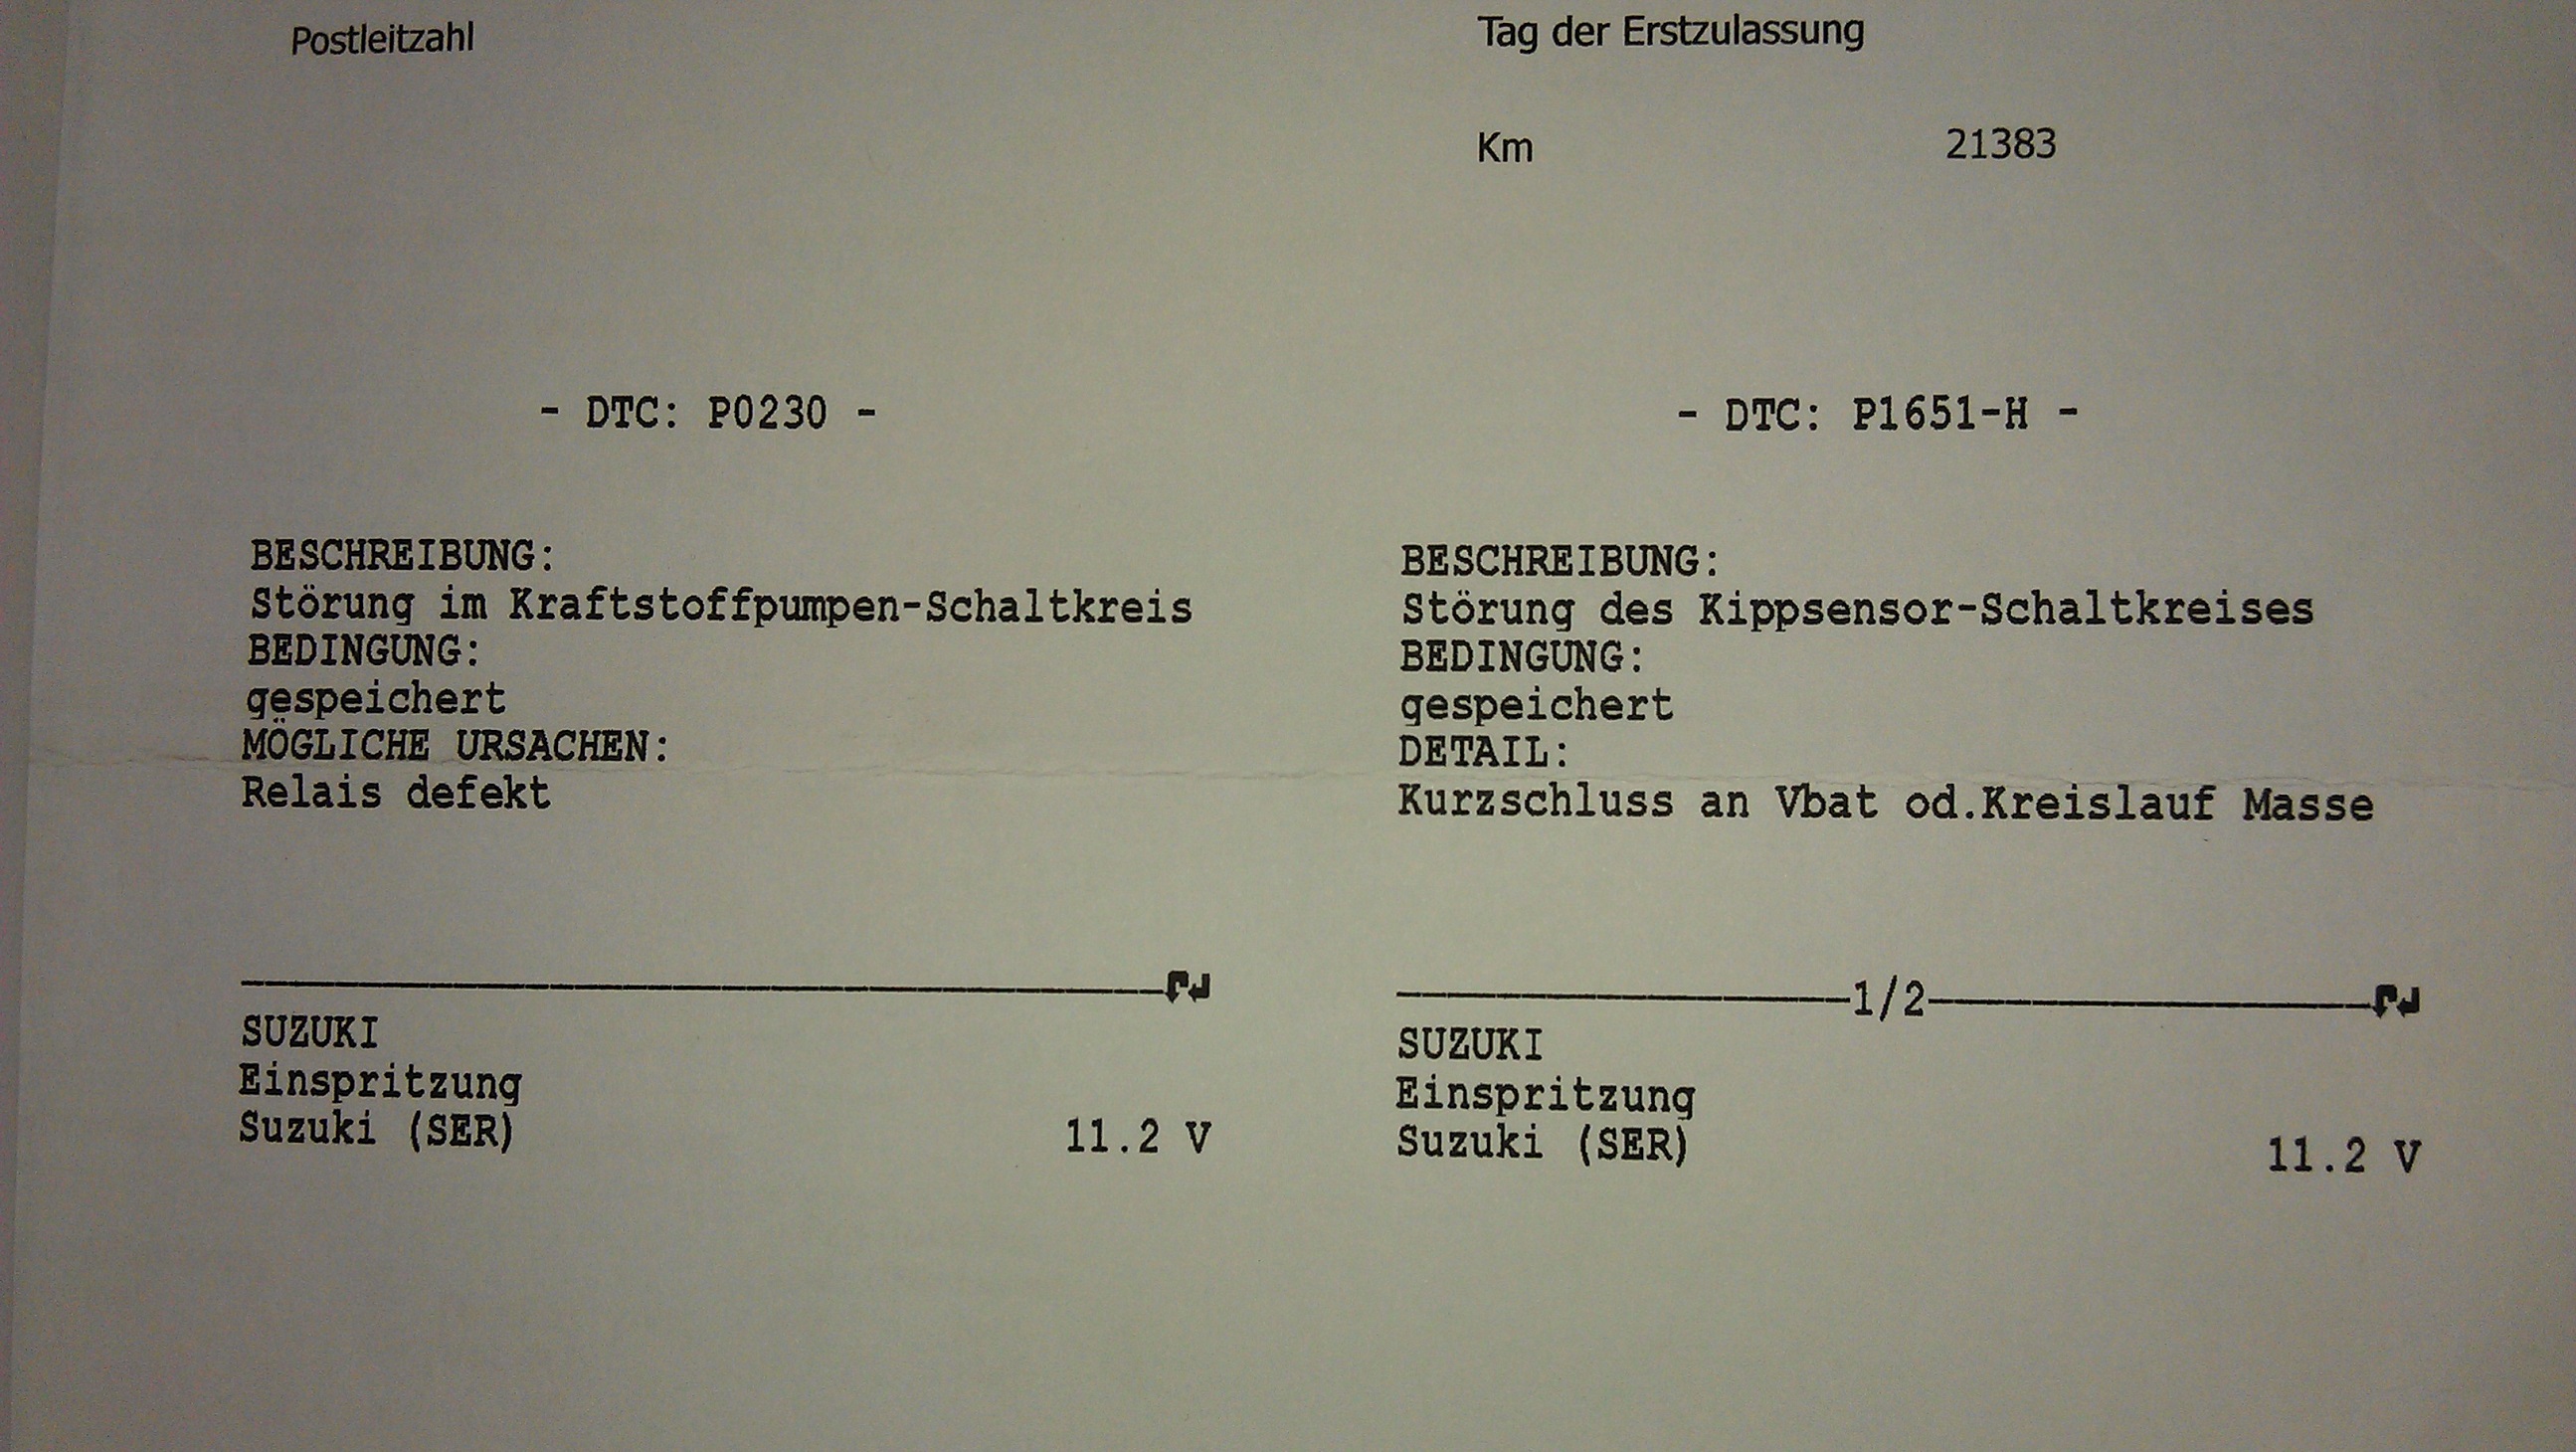 Postleitzahl
Tag der Erstzulassung
Km 21383
- DTC: P0230 -
BESCHREIBUNG:
Störung im Kraftstoffpumpen-Schaltkreis
BEDINGUNG:
gespeichert
MÖGLICHE URSACHEN:
Relais defekt
SUZUKI
Einspritzung
Suzuki (SER) 11.2 V
- DTC: P1651-H -
BESCHREIBUNG:
Störung des Kippsensor-Schaltkreises
BEDINGUNG:
gespeichert
DETAIL:
Kurzschluss an Vbat od.Kreislauf Masse
1/2
SUZUKI
Einspritzung
Suzuki (SER) 11.2 V